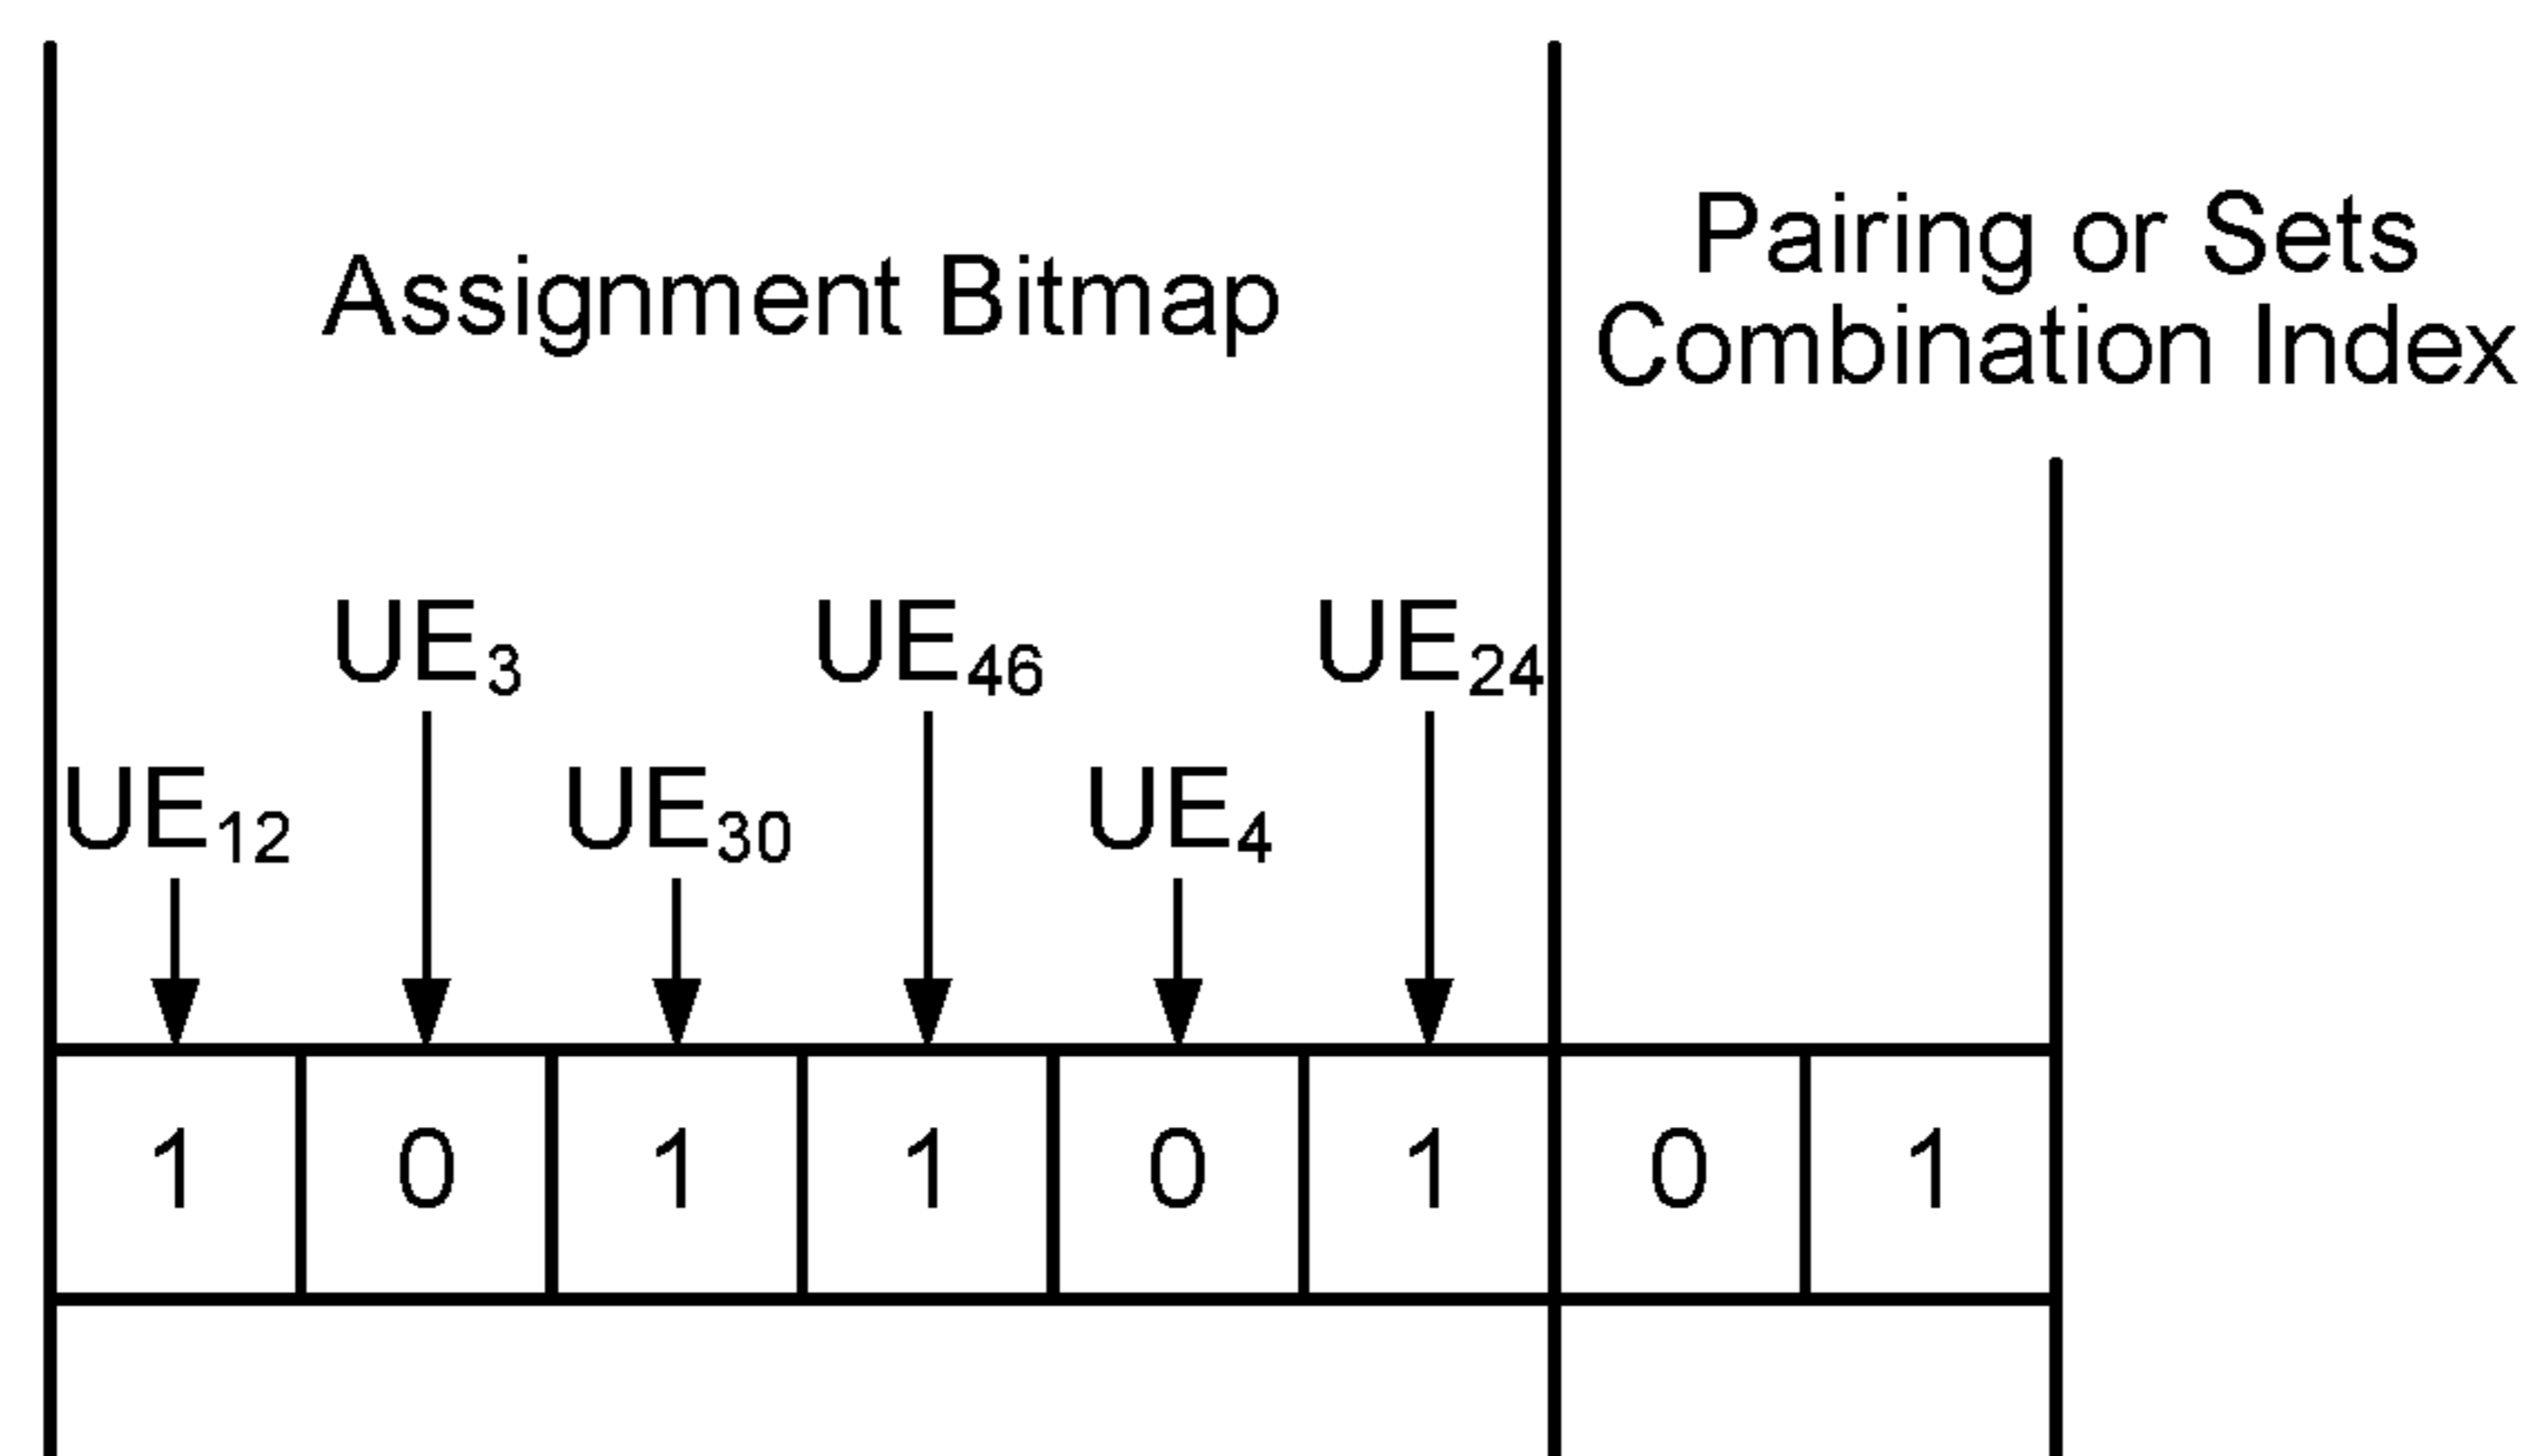 Assignment Bitmap
Pairing or Sets
Combination Index
UE3 UE46 UE24
UE12 UE30 UE4
1 0 1 1 0 1 0 1